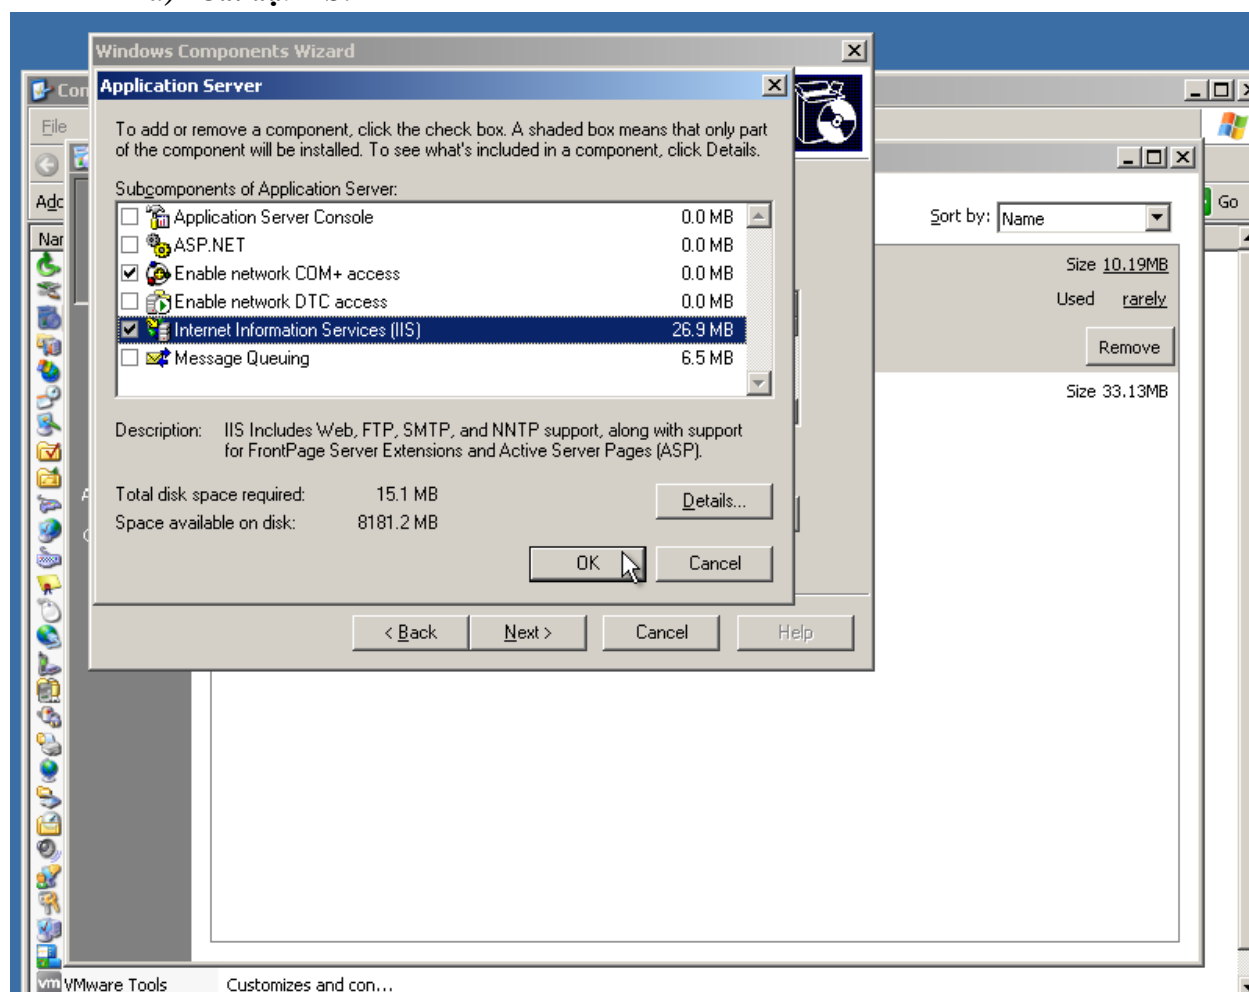 Windows Components Wizard
Application Server
To add or remove a component, click the check box. A shaded box means that only part
of the component will be installed. To see what's included in a component, click Details.
Subcomponents of Application Server:
Application Server Console 0.0 MB
ASP.NET 0.0 MB
Enable network COM+ access 0.0 MB
Enable network DTC access 0.0 MB
Internet Information Services (IIS) 26.9 MB
Message Queuing 6.5 MB
Description: IIS Includes Web, FTP, SMTP, and NNTP support, along with support
for FrontPage Server Extensions and Active Server Pages (ASP).
Total disk space required: 15.1 MB
Space available on disk: 8181.2 MB
Details...
OK Cancel
< Back Next > Cancel Help
File
Go
Sort by: Name
Size 10.19MB
Used rarely
Remove
Size 33.13MB
vm VMware Tools Customizes and con...